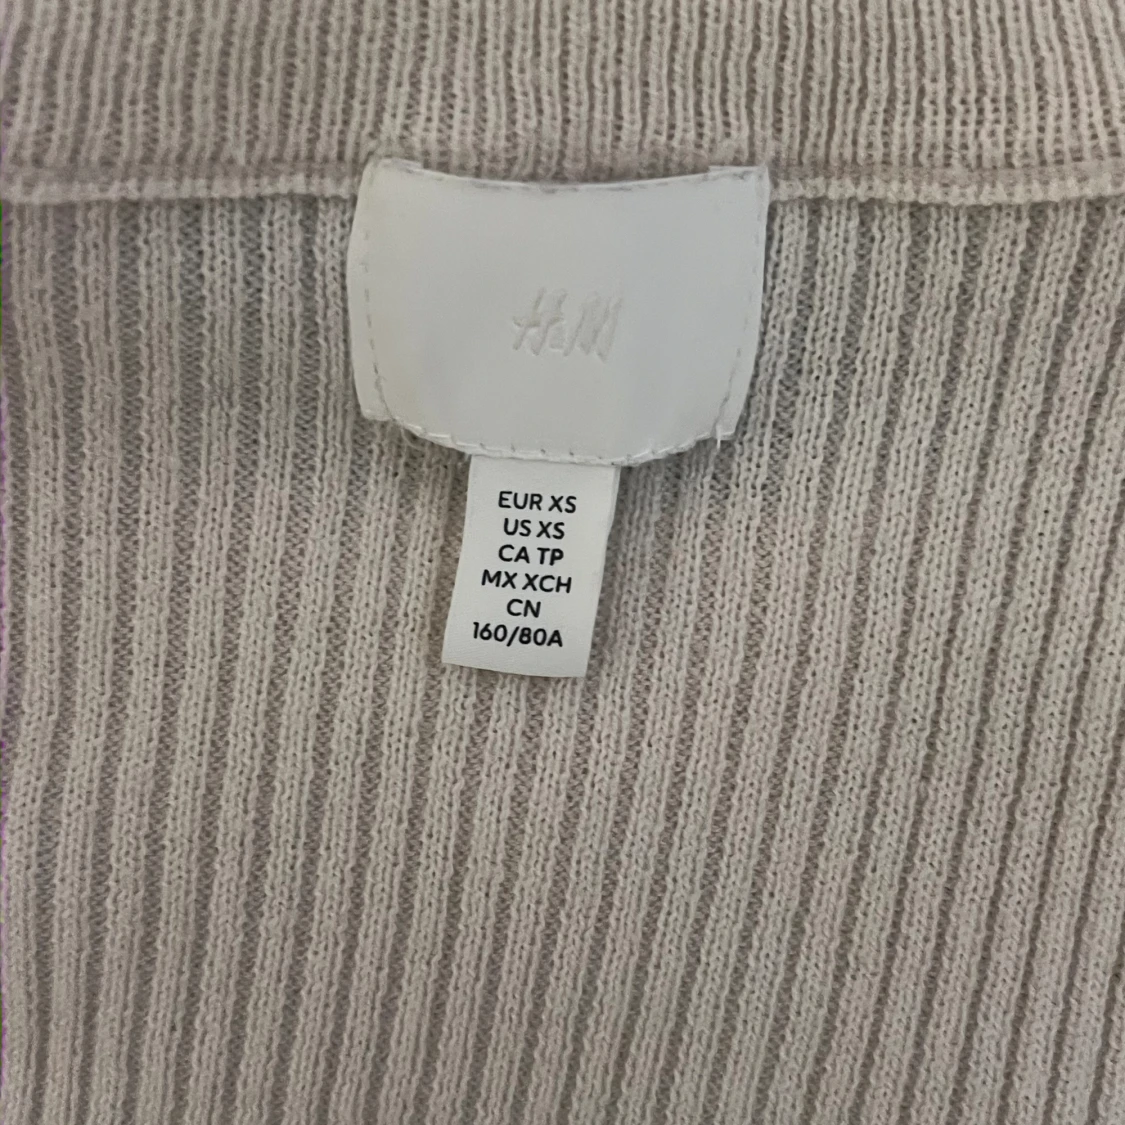 H&M
EUR XS
US XS
CA TP
MX XCH
CN
160/80A